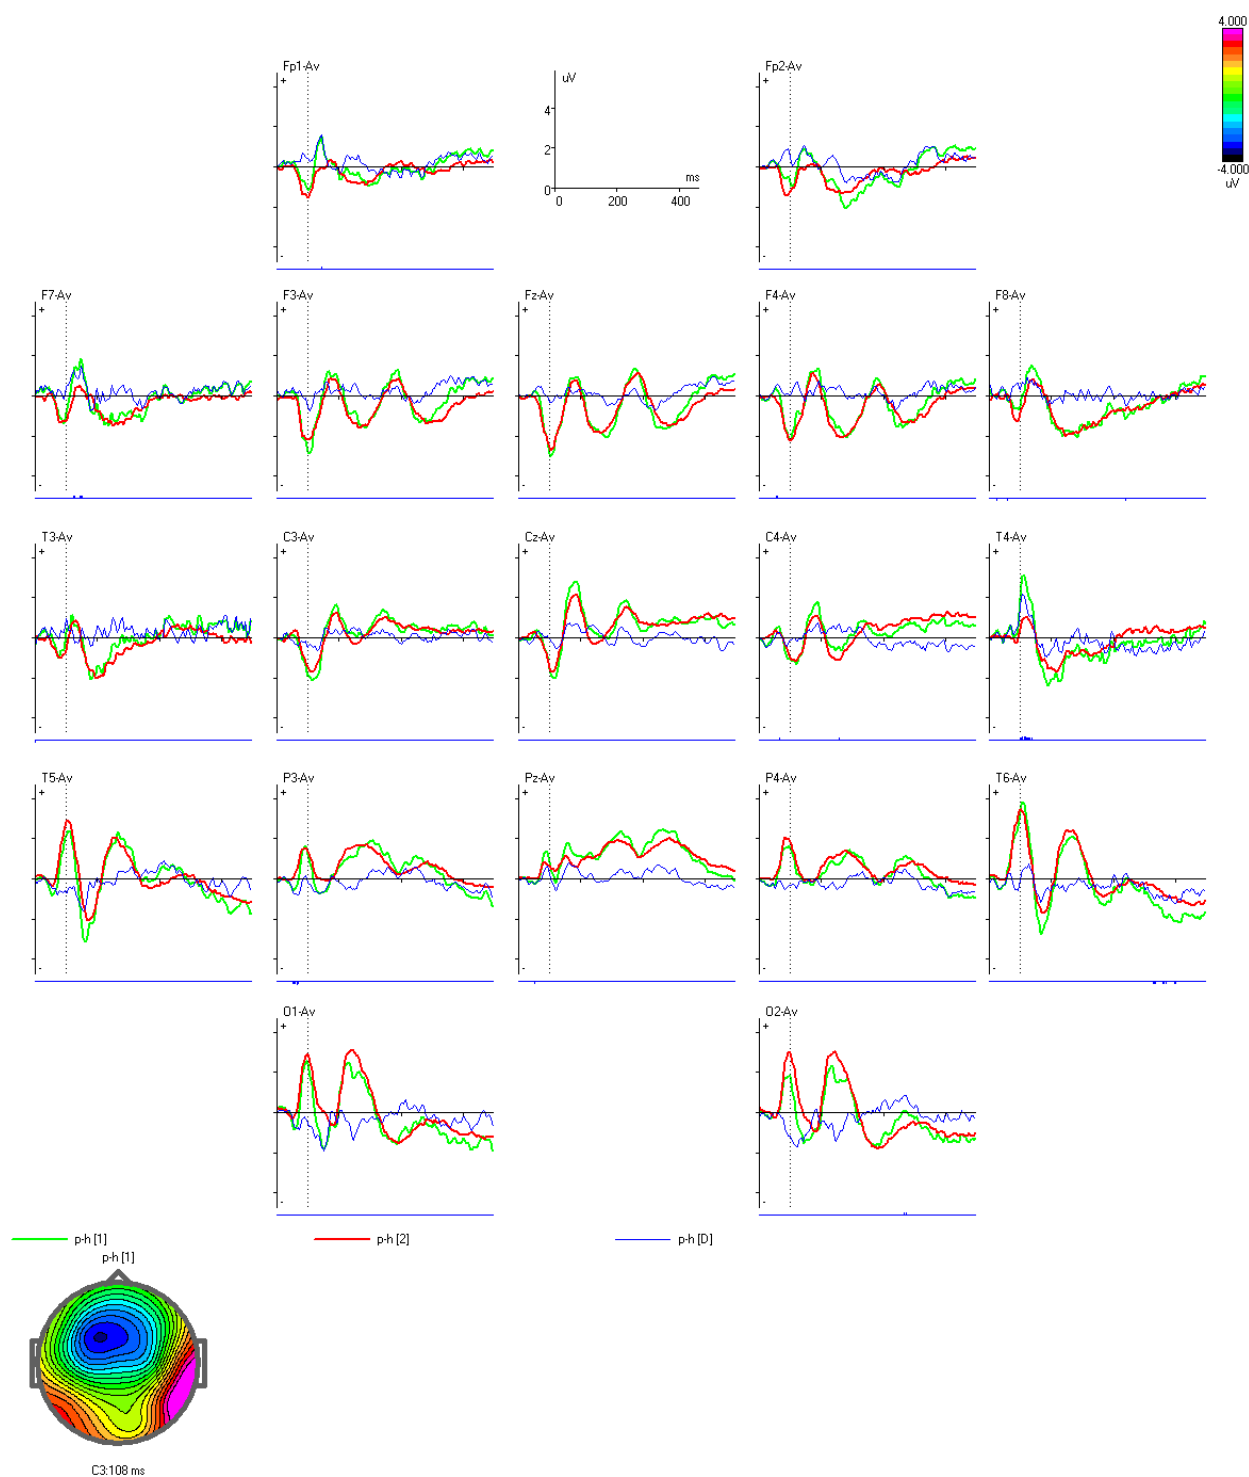 4.000
-4.000
uV
Fp1-Av
+
-
uV
4
2
0
0
200
400
ms
Fp2-Av
+
-
F7-Av
+
-
F3-Av
+
-
Fz-Av
+
-
F4-Av
+
-
F8-Av
+
-
T3-Av
+
-
C3-Av
+
-
Cz-Av
+
-
C4-Av
+
-
T4-Av
+
-
T5-Av
+
-
P3-Av
+
-
Pz-Av
+
-
P4-Av
+
-
T6-Av
+
-
O1-Av
+
-
O2-Av
+
-
p-h [1]
p-h [2]
p-h [D]
p-h [1]
C3:108 ms